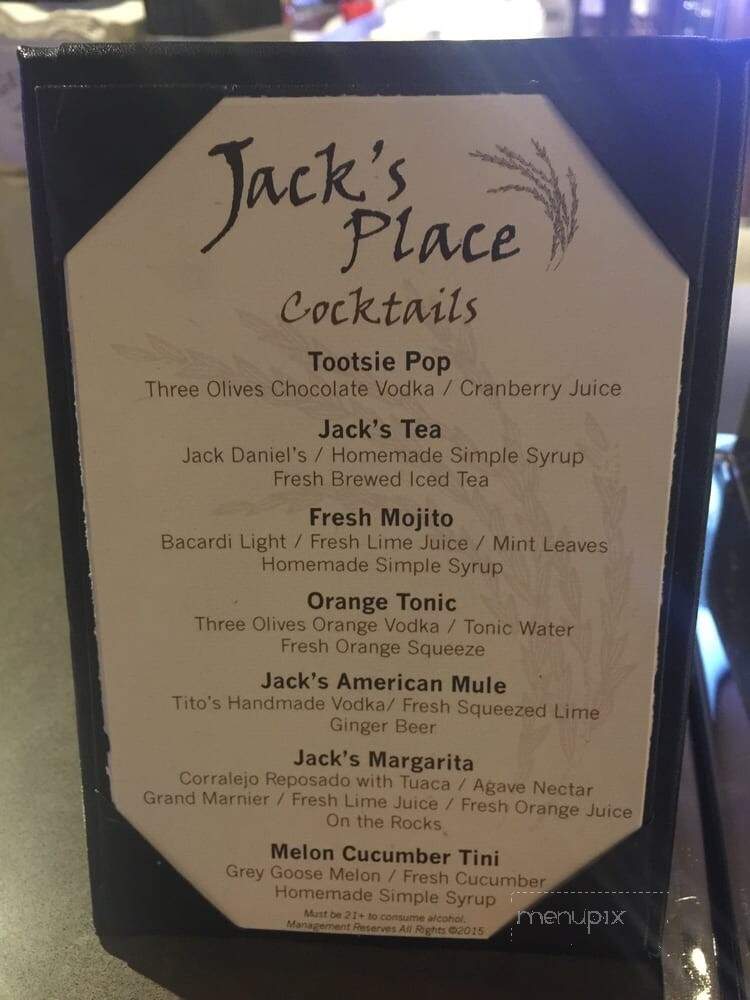 Jack's
Place
Cocktails
Tootsie Pop
Three Olives Chocolate Vodka / Cranberry Juice
Jack's Tea
Jack Daniel's / Homemade Simple Syrup
Fresh Brewed Iced Tea
Fresh Mojito
Bacardi Light / Fresh Lime Juice / Mint Leaves
Homemade Simple Syrup
Orange Tonic
Three Olives Orange Vodka / Tonic Water
Fresh Orange Squeeze
Jack's American Mule
Tito's Handmade Vodka/ Fresh Squeezed Lime
Ginger Beer
Jack's Margarita
Corralejo Reposado with Tuaca / Agave Nectar
Grand Marnier / Fresh Lime Juice / Fresh Orange Juice
On the Rocks
Melon Cucumber Tini
Grey Goose Melon / Fresh Cucumber
Homemade Simple Syrup
Must be 21+ to consume alcohol.
Management Reserves All Rights ©2015
menupix